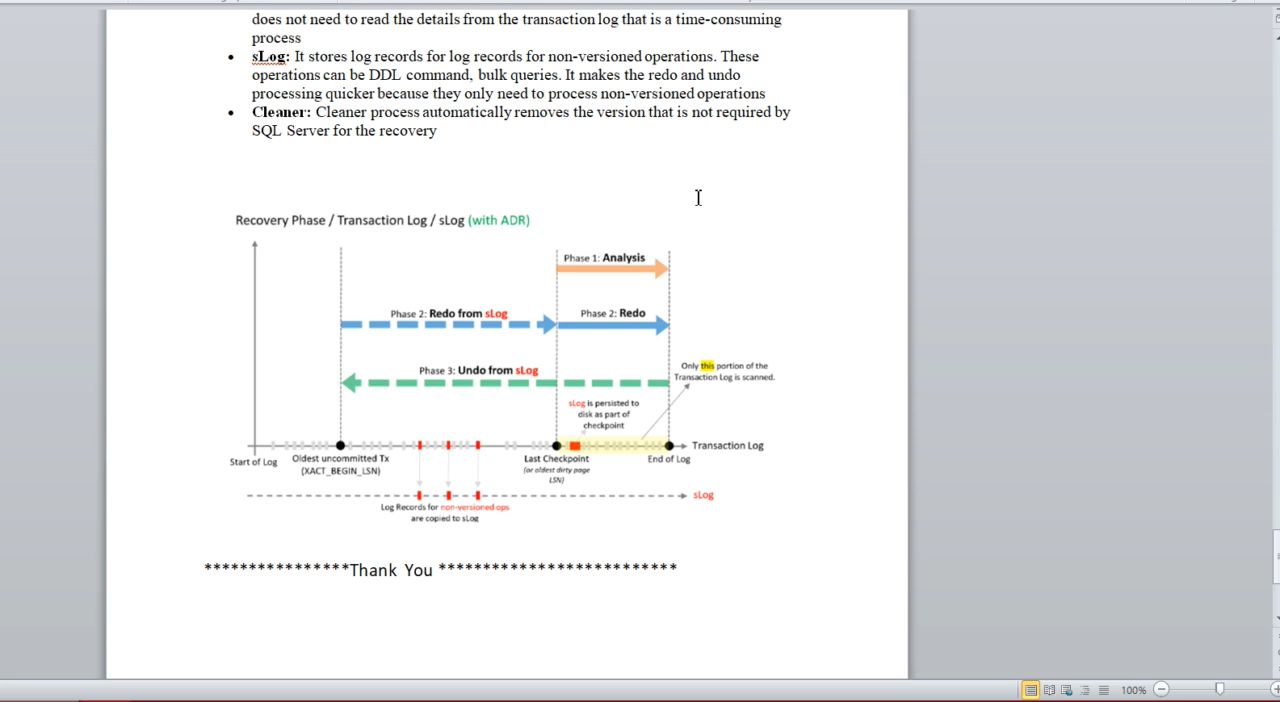 does not need to read the details from the transaction log that is a time-consuming
process
• sLog: It stores log records for log records for non-versioned operations. These
operations can be DDL command, bulk queries. It makes the redo and undo
processing quicker because they only need to process non-versioned operations
• Cleaner: Cleaner process automatically removes the version that is not required by
SQL Server for the recovery
Recovery Phase / Transaction Log / sLog (with ADR)
Phase 1: Analysis
Phase 2: Redo from sLog
Phase 2: Redo
Phase 3: Undo from sLog
Only this portion of the
Transaction Log is scanned.
sLog is persisted to
disk as part of
checkpoint
Transaction Log
Start of Log
Oldest uncommitted Tx
(XACT_BEGIN_LSN)
Last Checkpoint
(or oldest dirty page
LSN)
End of Log
sLog
Log Records for non-versioned ops
are copied to sLog
****************Thank You **************************
100%